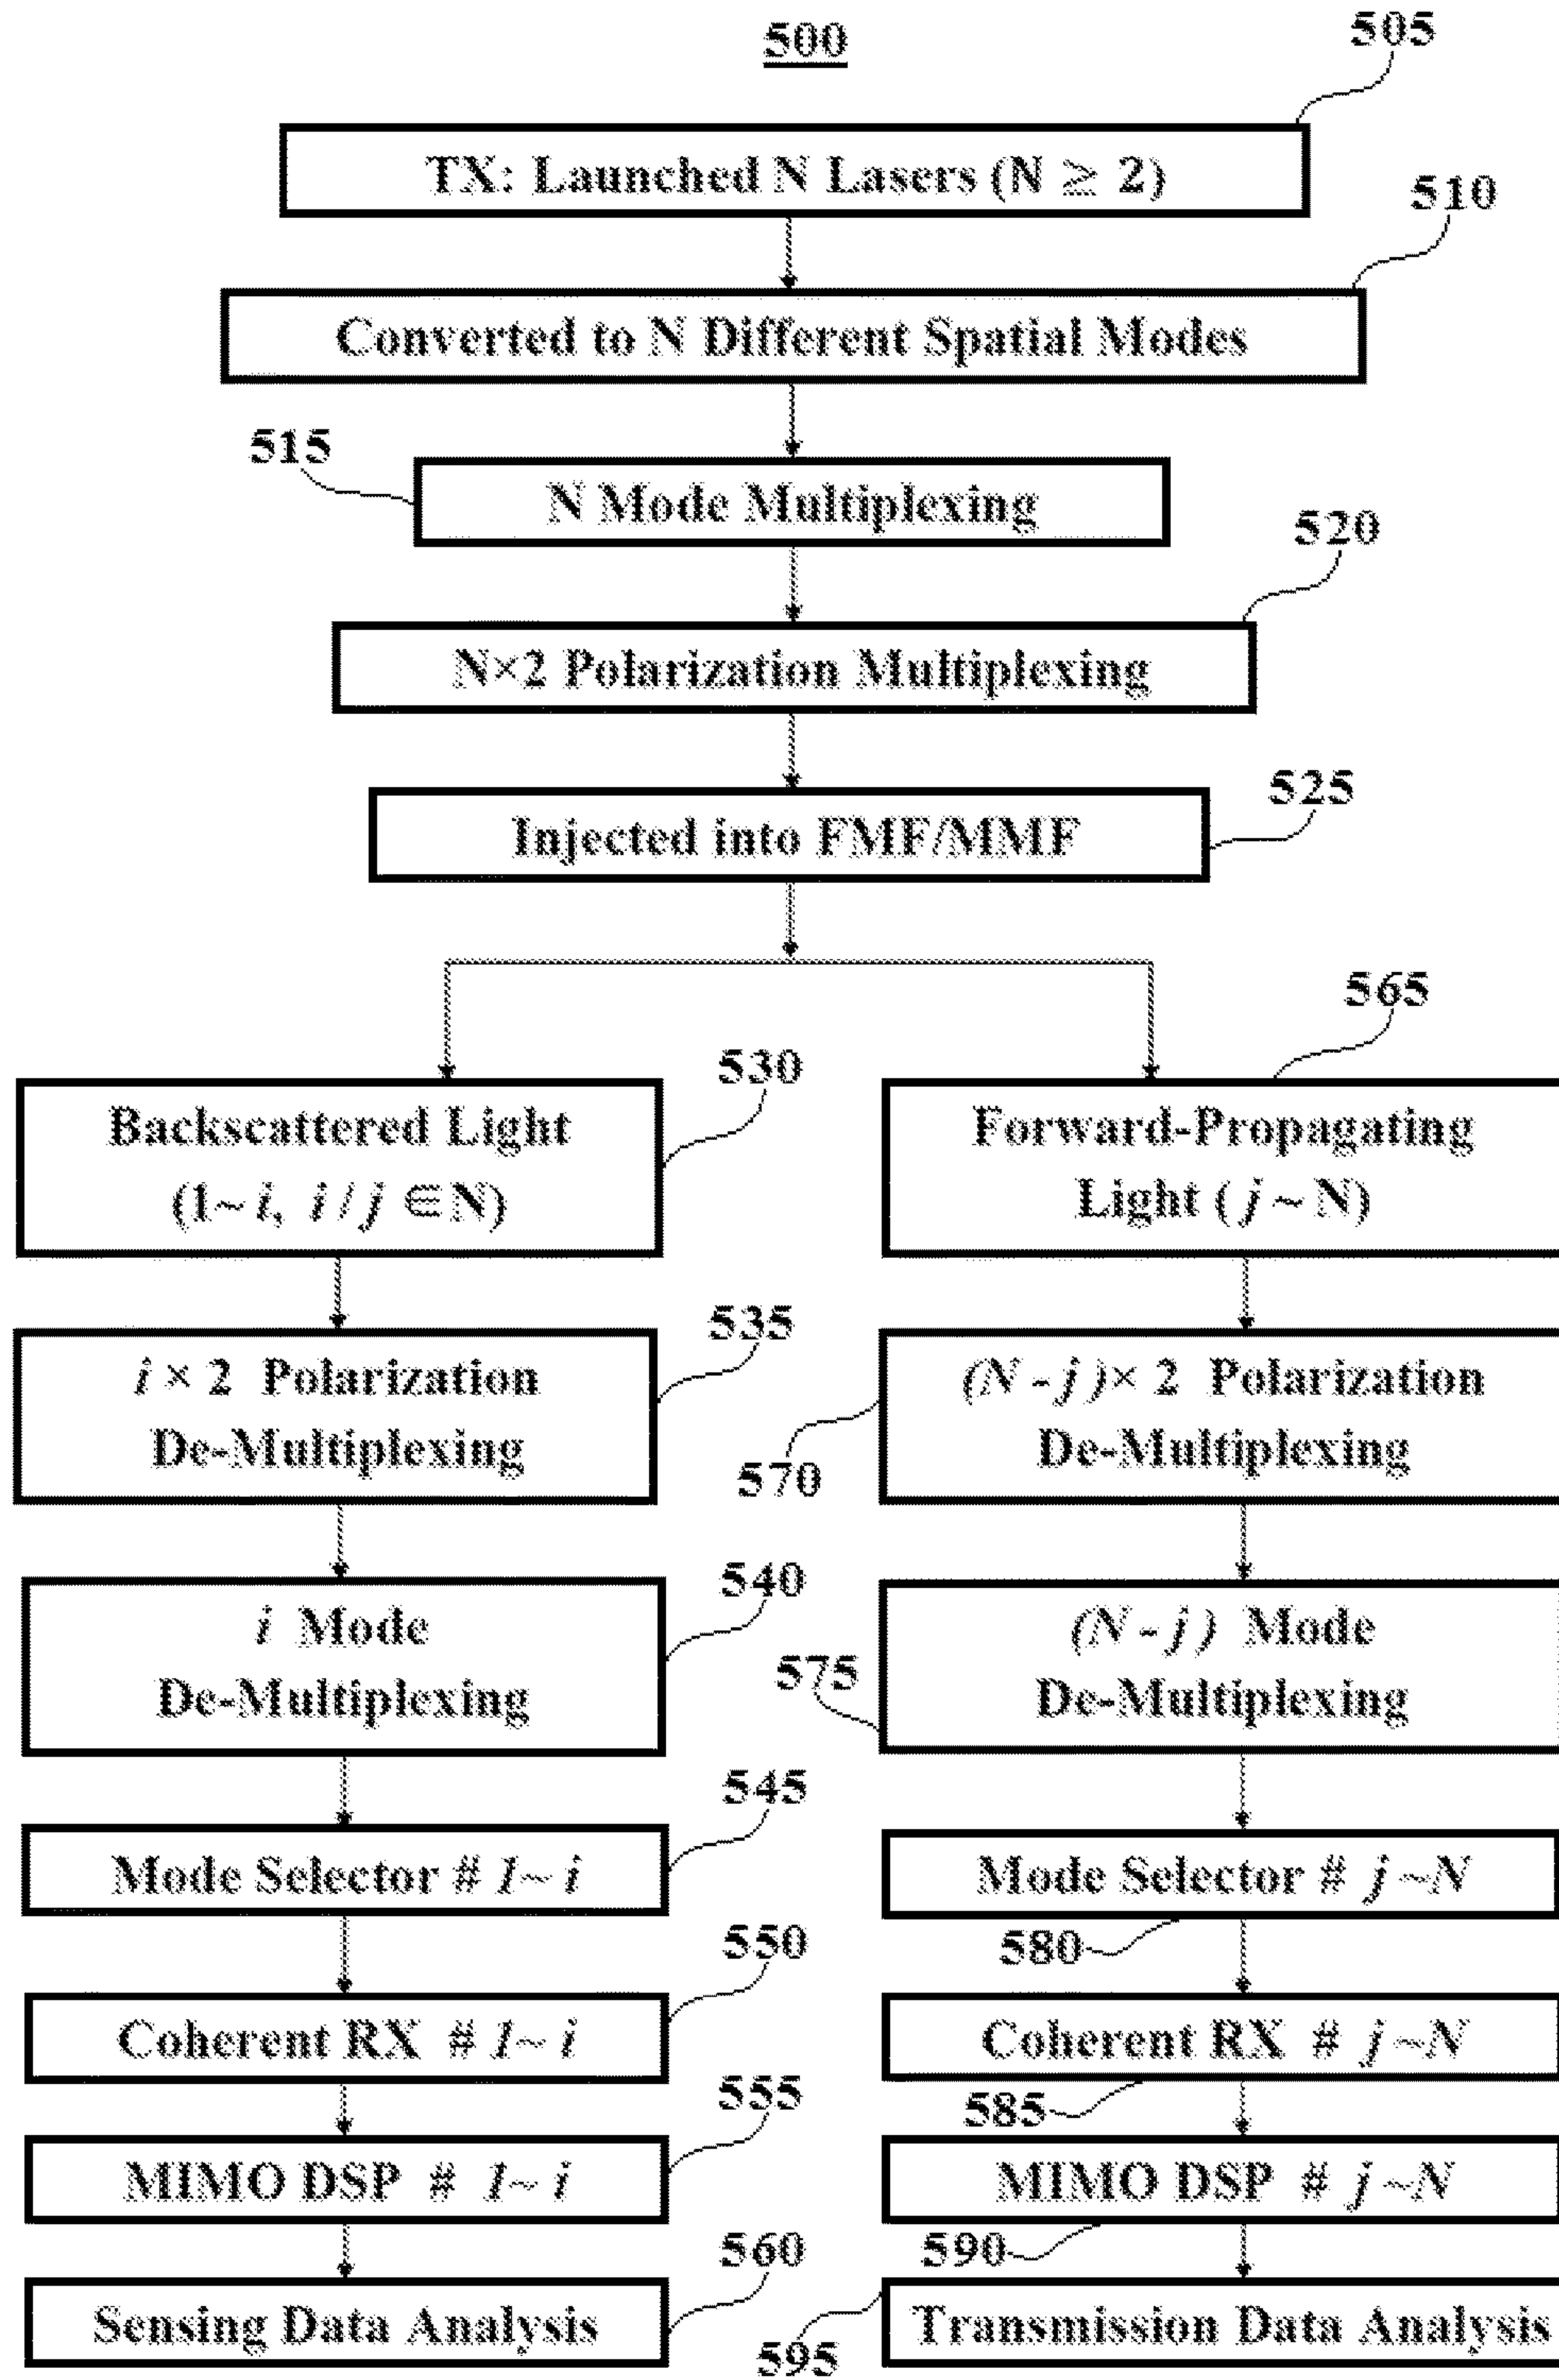 500
505
TX: Launched N Lasers (N ≧ 2)
510
Converted to N Different Spatial Modes
515
N Mode Multiplexing
520
N×2 Polarization Multiplexing
525
Injected into FMF/MMF
530
Backscattered Light
(1~ i, i / j ∈ N)
535
i × 2 Polarization
De-Multiplexing
540
i Mode
De-Multiplexing
545
Mode Selector # 1~ i
550
Coherent RX # 1~ i
555
MIMO DSP # 1~ i
560
Sensing Data Analysis
565
Forward-Propagating
Light ( j ~ N)
570
(N - j )× 2 Polarization
De-Multiplexing
575
(N - j ) Mode
De-Multiplexing
Mode Selector # j ~N
580
Coherent RX # j ~N
585
MIMO DSP # j ~N
590
Transmission Data Analysis
595